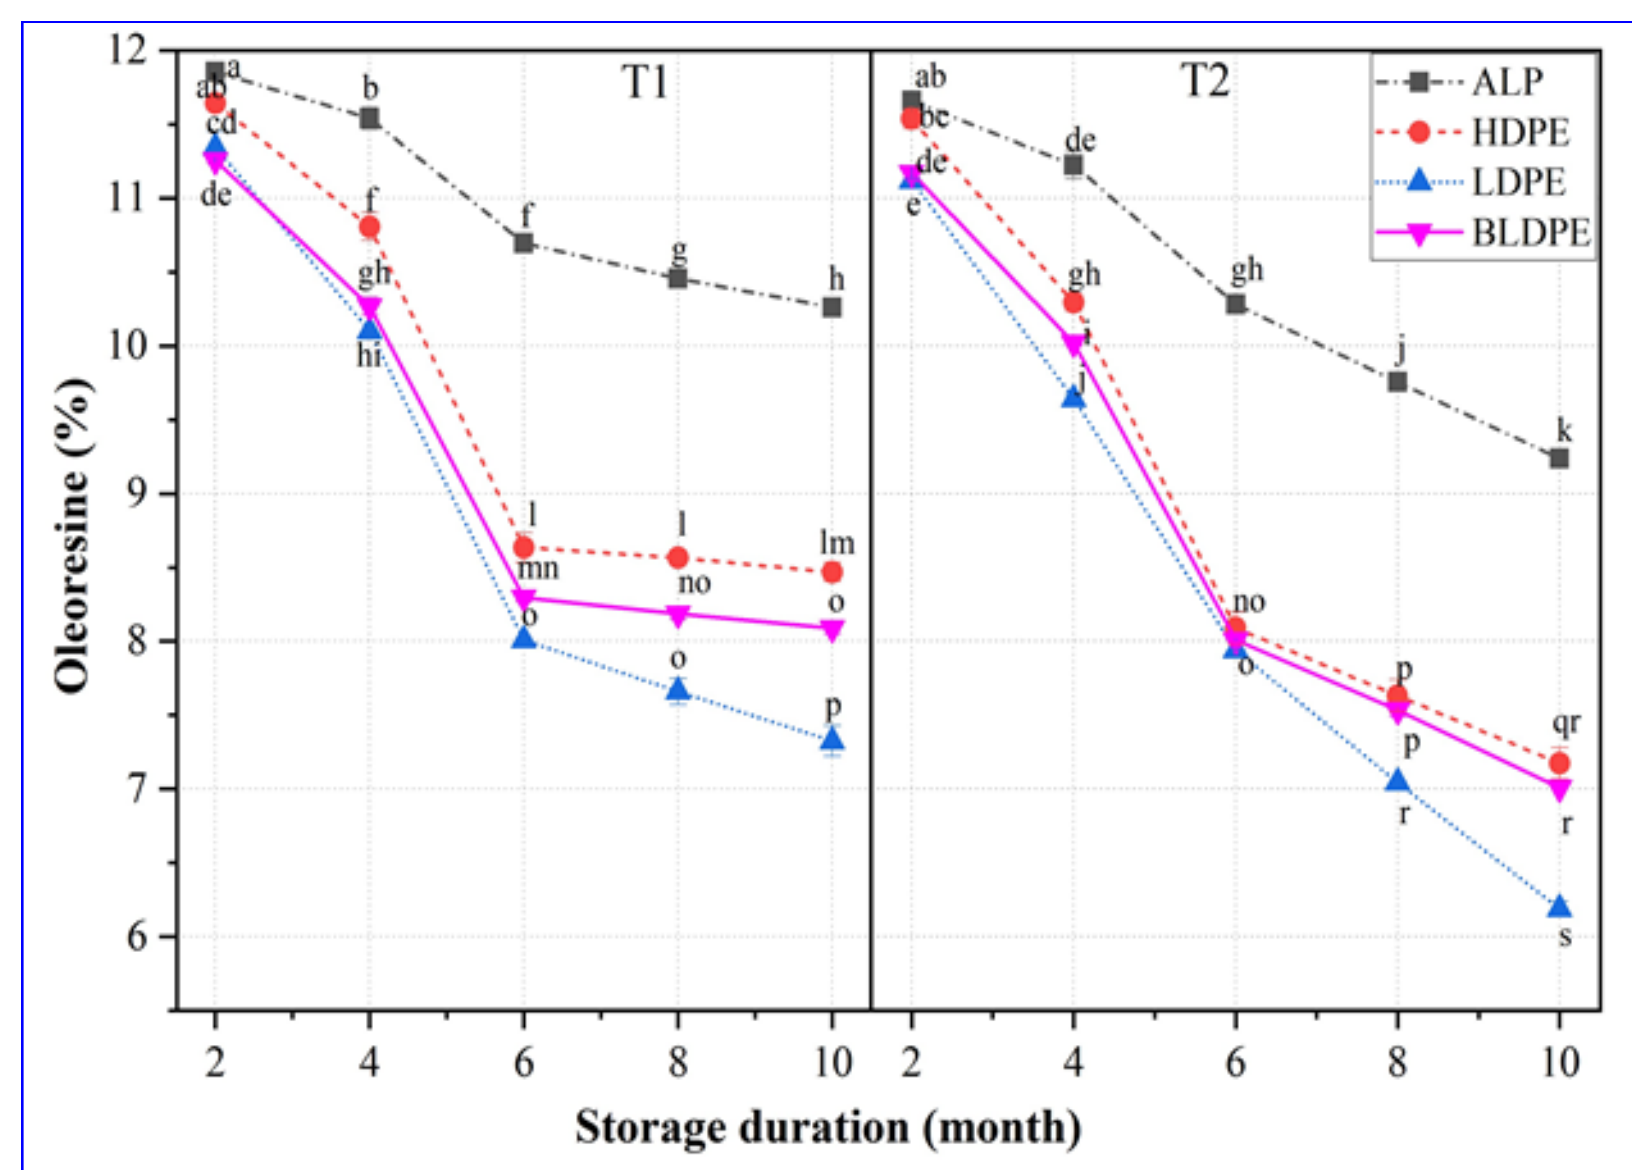 12
11
10
9
8
7
6
Oleoresine (%)
T1
a
ab
cd
de
b
f
gh
hi
f
l
mn
o
g
l
no
o
h
lm
o
p
2 4 6 8 10
T2
ab
bc
de
e
de
gh
i
j
gh
no
o
j
p
p
r
k
qr
r
s
2 4 6 8 10
ALP
HDPE
LDPE
BLDPE
Storage duration (month)